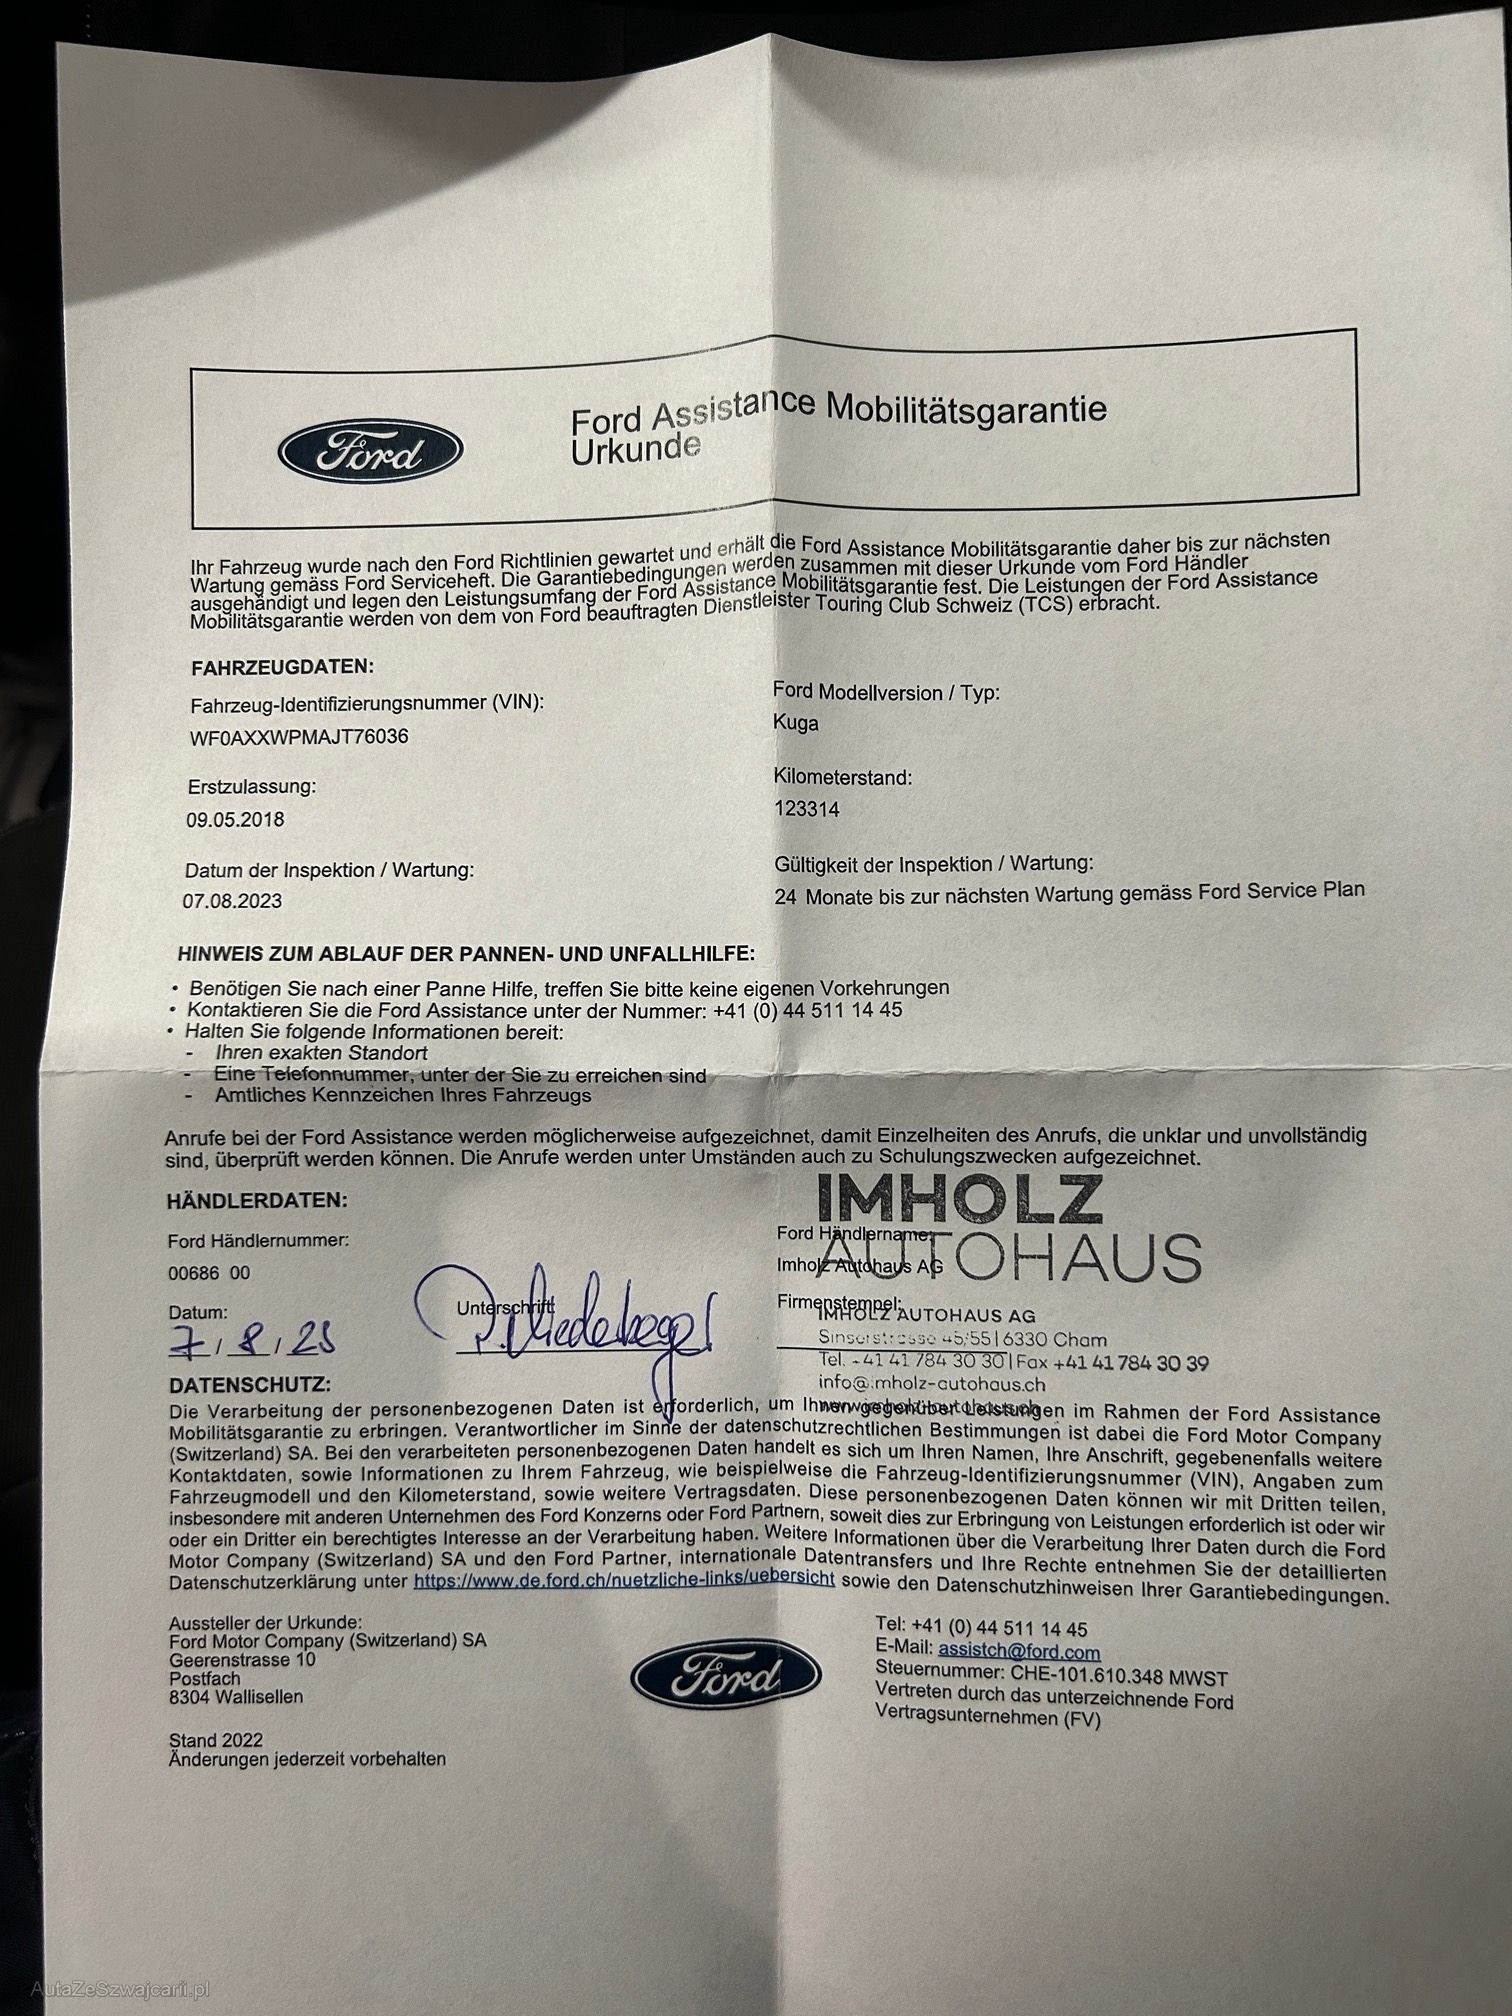 Ford
Ford Assistance Mobilitätsgarantie
Urkunde
Ihr Fahrzeug wurde nach den Ford Richtlinien gewartet und erhält die Ford Assistance Mobilitätsgarantie daher bis zur nächsten
Wartung gemäss Ford Serviceheft. Die Garantiebedingungen werden zusammen mit dieser Urkunde vom Ford Händler
ausgehändigt und legen den Leistungsumfang der Ford Assistance Mobilitätsgarantie fest. Die Leistungen der Ford Assistance
Mobilitätsgarantie werden von dem von Ford beauftragten Dienstleister Touring Club Schweiz (TCS) erbracht.
FAHRZEUGDATEN:
Fahrzeug-Identifizierungsnummer (VIN):
Ford Modellversion / Typ:
WF0AXXWPMAJT76036
Kuga
Erstzulassung:
Kilometerstand:
09.05.2018
123314
Datum der Inspektion / Wartung:
Gültigkeit der Inspektion / Wartung:
07.08.2023
24 Monate bis zur nächsten Wartung gemäss Ford Service Plan
HINWEIS ZUM ABLAUF DER PANNEN- UND UNFALLHILFE:
• Benötigen Sie nach einer Panne Hilfe, treffen Sie bitte keine eigenen Vorkehrungen
• Kontaktieren Sie die Ford Assistance unter der Nummer: +41 (0) 44 511 14 45
• Halten Sie folgende Informationen bereit:
- Ihren exakten Standort
- Eine Telefonnummer, unter der Sie zu erreichen sind
- Amtliches Kennzeichen Ihres Fahrzeugs
Anrufe bei der Ford Assistance werden möglicherweise aufgezeichnet, damit Einzelheiten des Anrufs, die unklar und unvollständig
sind, überprüft werden können. Die Anrufe werden unter Umständen auch zu Schulungszwecken aufgezeichnet.
HÄNDLERDATEN:
IMHOLZ
AUTOHAUS
Ford Händlernummer:
Ford Händlername:
00686 00
Imholz Autohaus AG
Datum:
Unterschrift:
Firmenstempel:
7/8/23
IMHOLZ AUTOHAUS AG
Sinserstrasse 45/55 | 6330 Cham
Tel. +41 41 784 30 30 | Fax +41 41 784 30 39
info@imholz-autohaus.ch
www.imholz-autohaus.ch
DATENSCHUTZ:
Die Verarbeitung der personenbezogenen Daten ist erforderlich, um Ihnen gegenüber Leistungen im Rahmen der Ford Assistance
Mobilitätsgarantie zu erbringen. Verantwortlicher im Sinne der datenschutzrechtlichen Bestimmungen ist dabei die Ford Motor Company
(Switzerland) SA. Bei den verarbeiteten personenbezogenen Daten handelt es sich um Ihren Namen, Ihre Anschrift, gegebenenfalls weitere
Kontaktdaten, sowie Informationen zu Ihrem Fahrzeug, wie beispielweise die Fahrzeug-Identifizierungsnummer (VIN), Angaben zum
Fahrzeugmodell und den Kilometerstand, sowie weitere Vertragsdaten. Diese personenbezogenen Daten können wir mit Dritten teilen,
insbesondere mit anderen Unternehmen des Ford Konzerns oder Ford Partnern, soweit dies zur Erbringung von Leistungen erforderlich ist oder wir
oder ein Dritter ein berechtigtes Interesse an der Verarbeitung haben. Weitere Informationen über die Verarbeitung Ihrer Daten durch die Ford
Motor Company (Switzerland) SA und den Ford Partner, internationale Datentransfers und Ihre Rechte entnehmen Sie der detaillierten
Datenschutzerklärung unter https://www.de.ford.ch/nuetzliche-links/uebersicht sowie den Datenschutzhinweisen Ihrer Garantiebedingungen.
Aussteller der Urkunde:
Ford Motor Company (Switzerland) SA
Geerenstrasse 10
Postfach
8304 Wallisellen
Ford
Tel: +41 (0) 44 511 14 45
E-Mail: assistch@ford.com
Steuernummer: CHE-101.610.348 MWST
Vertreten durch das unterzeichnende Ford
Vertragsunternehmen (FV)
Stand 2022
Änderungen jederzeit vorbehalten
AutaZeSzwajcarii.pl